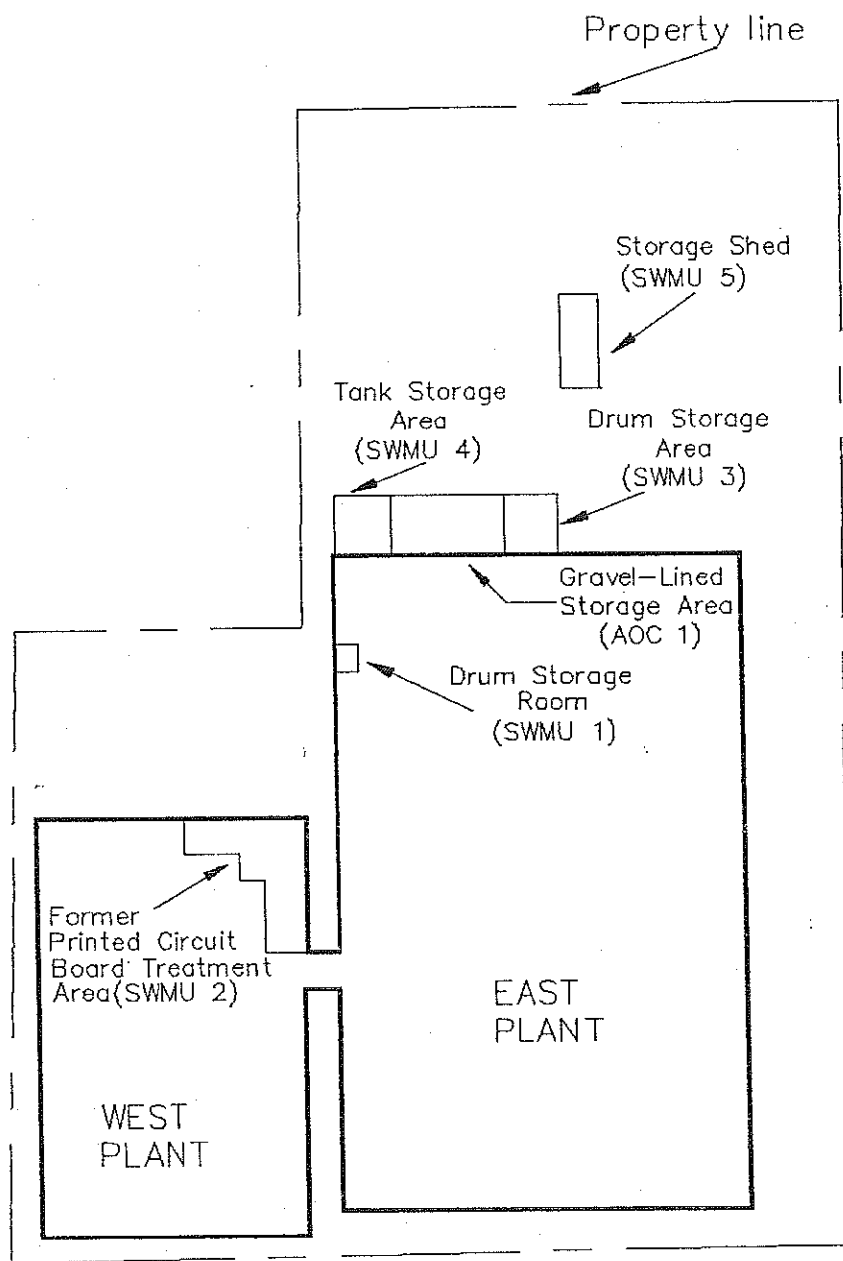 Property line
Storage Shed
(SWMU 5)
Tank Storage
Area
(SWMU 4)
Drum Storage
Area
(SWMU 3)
Gravel-Lined
Storage Area
(AOC 1)
Drum Storage
Room
(SWMU 1)
Former
Printed Circuit
Board Treatment
Area(SWMU 2)
EAST
PLANT
WEST
PLANT